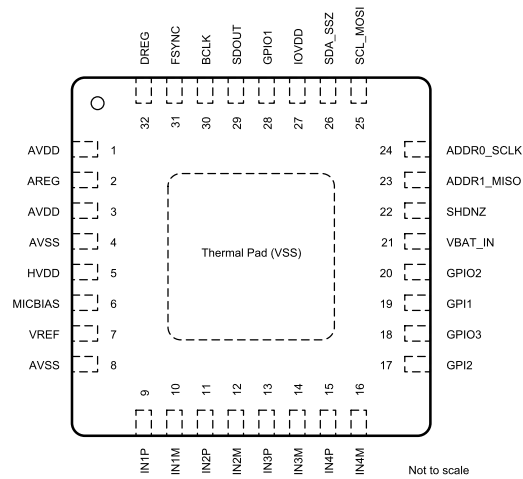 DREG
FSYNC
BCLK
SDOUT
GPIO1
IOVDD
SDA_SSZ
SCL_MOSI
32
31
30
29
28
27
26
25
AVDD 1
AREG 2
AVDD 3
AVSS 4
HVDD 5
MICBIAS 6
VREF 7
AVSS 8
Thermal Pad (VSS)
24 ADDR0_SCLK
23 ADDR1_MISO
22 SHDNZ
21 VBAT_IN
20 GPIO2
19 GPI1
18 GPIO3
17 GPI2
9
10
11
12
13
14
15
16
IN1P
IN1M
IN2P
IN2M
IN3P
IN3M
IN4P
IN4M
Not to scale